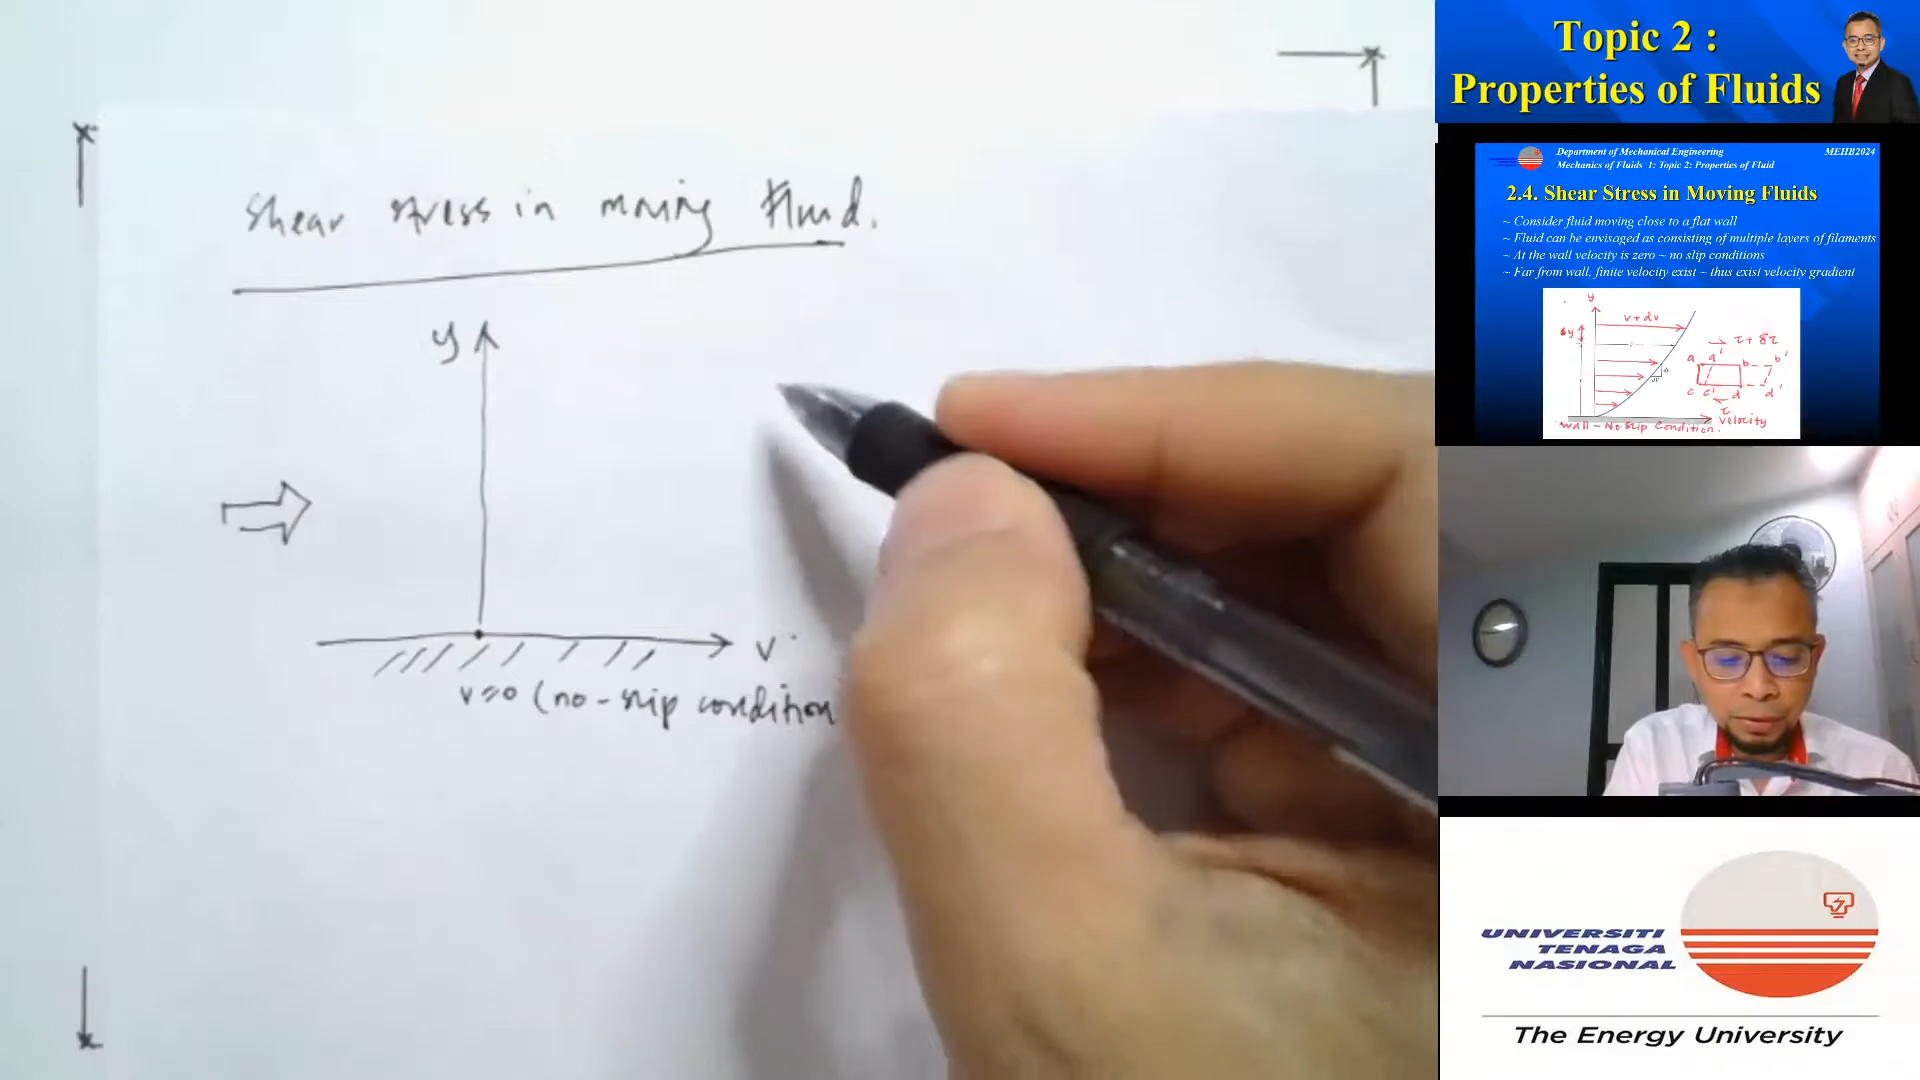 shear stress in moving fluid.
y
v
v=0 (no-slip condition
Topic 2 :
Properties of Fluids
Department of Mechanical Engineering
MEHB2024
Mechanics of Fluids 1: Topic 2: Properties of Fluid
2.4. Shear Stress in Moving Fluids
~ Consider fluid moving close to a flat wall
~ Fluid can be envisaged as consisting of multiple layers of filaments
~ At the wall velocity is zero ~ no slip conditions
~ Far from wall, finite velocity exist ~ thus exist velocity gradient
y
v+dv
δy
τ + δτ
a a' b b'
c c' d d'
τ
velocity
Wall - No Slip Condition.
UNIVERSITI
TENAGA
NASIONAL
The Energy University